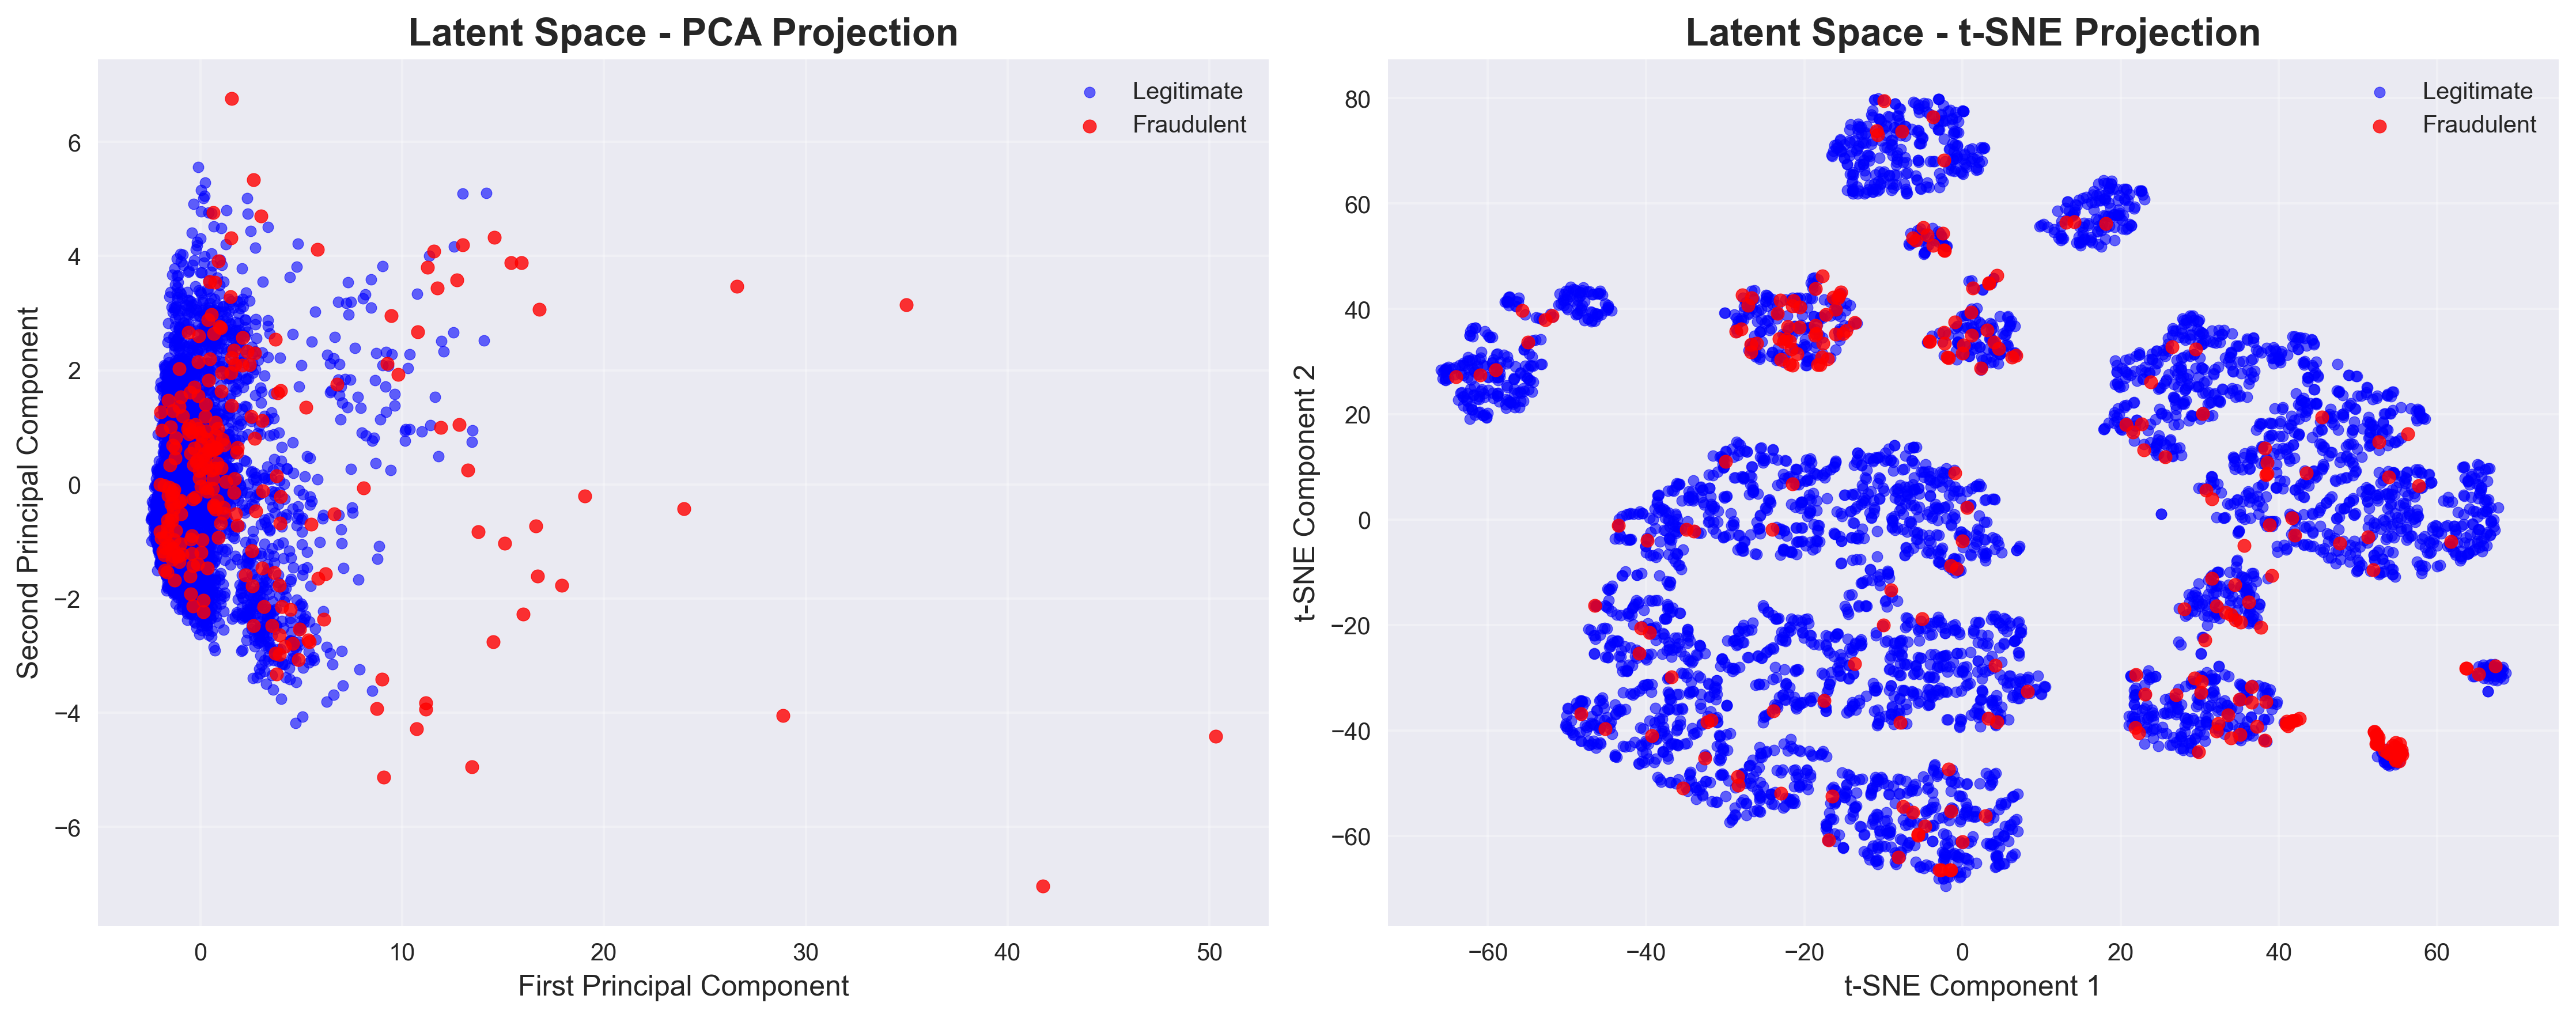 Latent Space - PCA Projection
Legitimate
Fraudulent
Second Principal Component
6
4
2
0
−2
−4
−6
0 10 20 30 40 50
First Principal Component
Latent Space - t-SNE Projection
Legitimate
Fraudulent
t-SNE Component 2
80
60
40
20
0
−20
−40
−60
−60 −40 −20 0 20 40 60
t-SNE Component 1